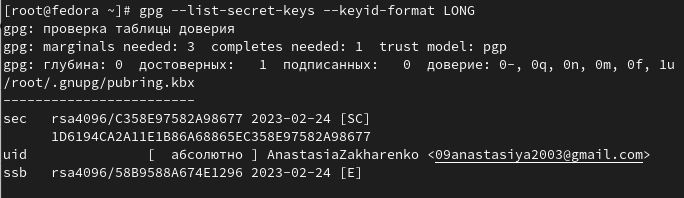 [root@fedora ~]# gpg --list-secret-keys --keyid-format LONG
gpg: проверка таблицы доверия
gpg: marginals needed: 3  completes needed: 1  trust model: pgp
gpg: глубина: 0  достоверных:   1  подписанных:   0  доверие: 0-, 0q, 0n, 0m, 0f, 1u
/root/.gnupg/pubring.kbx
------------------------
sec   rsa4096/C358E97582A98677 2023-02-24 [SC]
      1D6194CA2A11E1B86A68865EC358E97582A98677
uid               [  абсолютно ] AnastasiaZakharenko <09anastasiya2003@gmail.com>
ssb   rsa4096/58B9588A674E1296 2023-02-24 [E]